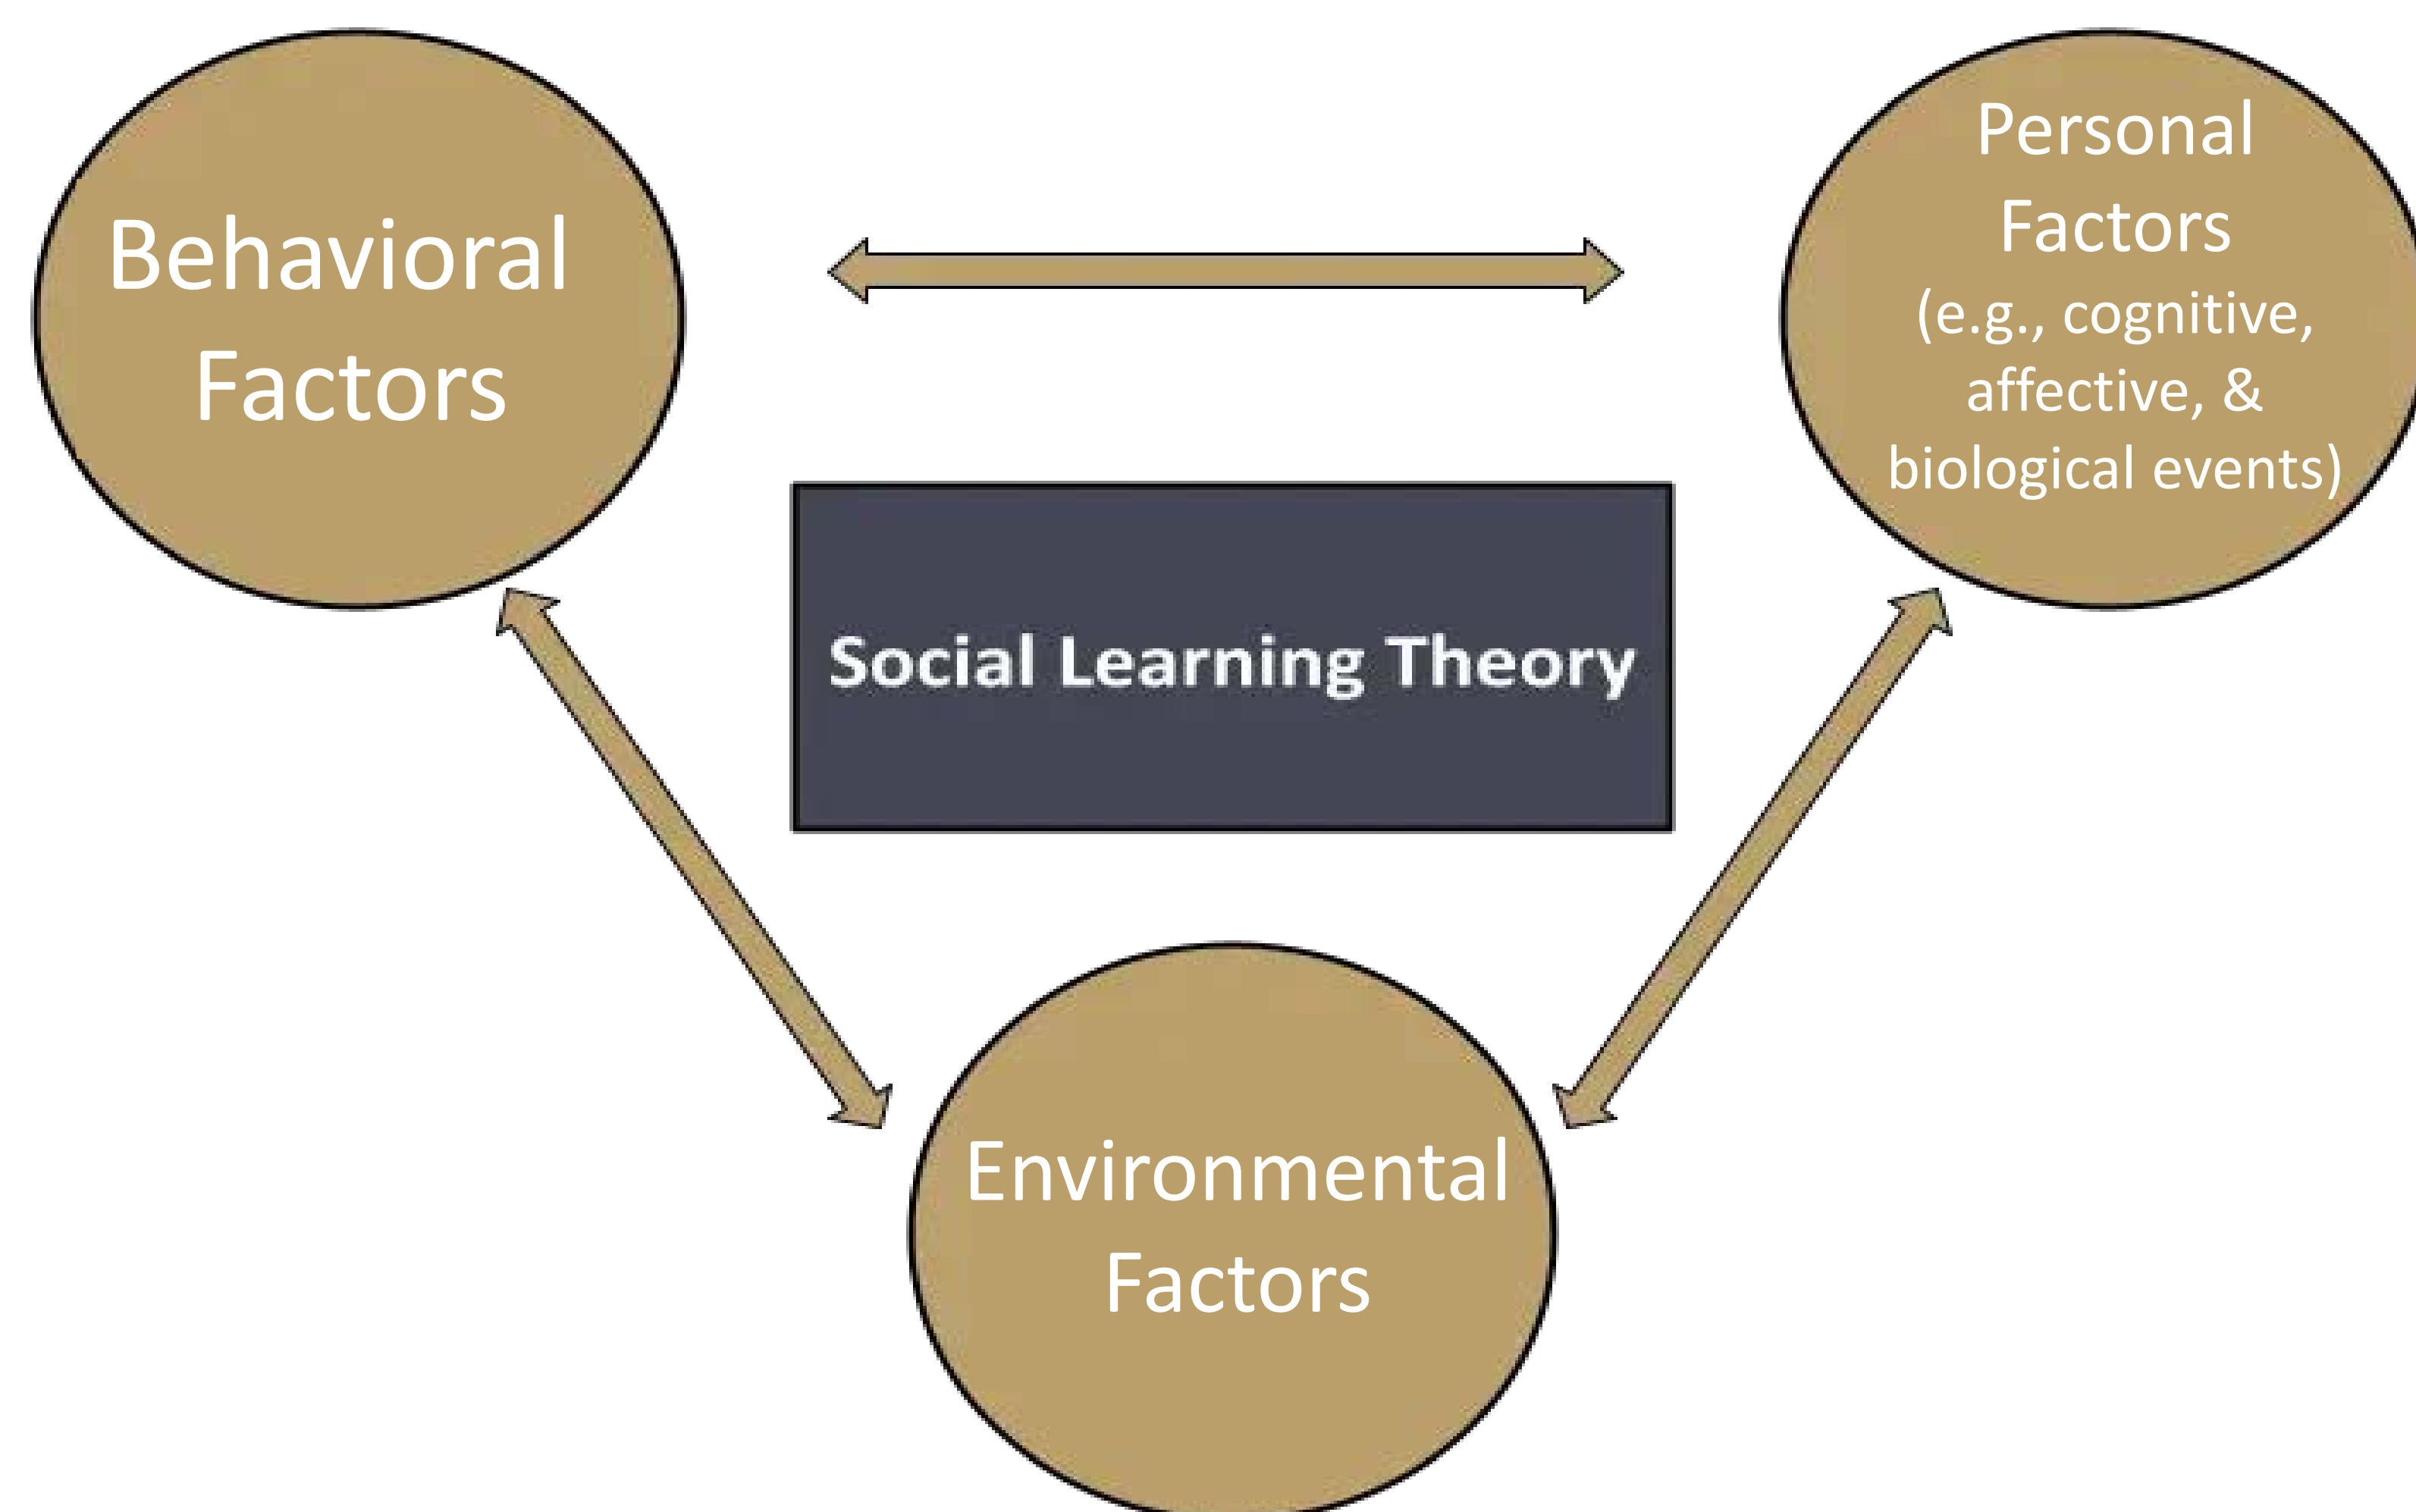 Behavioral
Factors
Personal
Factors
(e.g., cognitive,
affective, &
biological events)
Social Learning Theory
Environmental
Factors